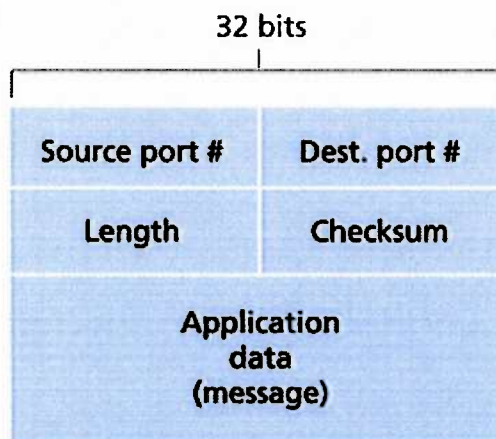 32 bits
Source port #
Dest. port #
Length
Checksum
Application
data
(message)